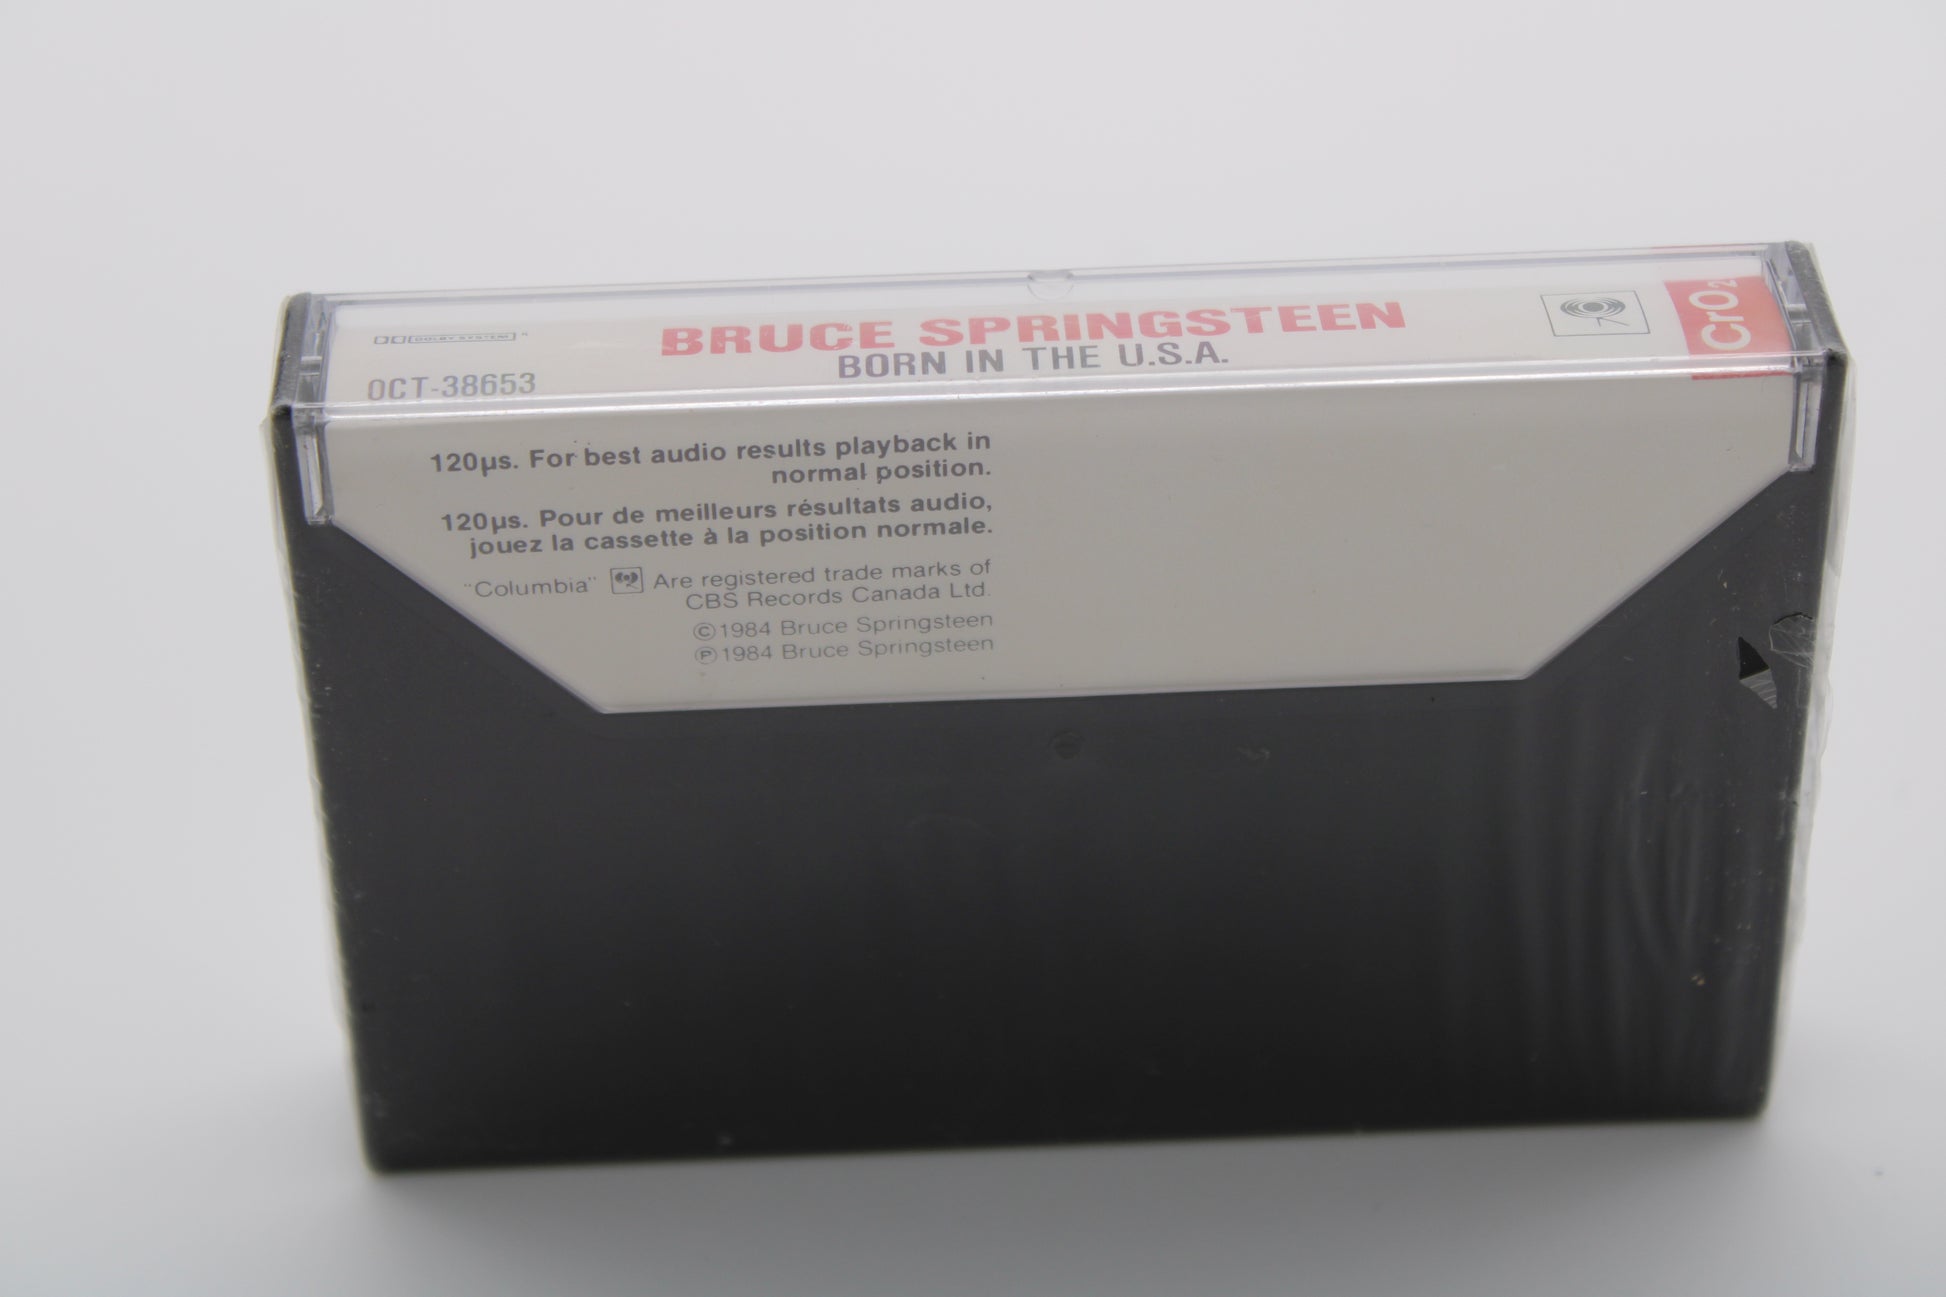 DOLBY SYSTEM
OCT-38653
BRUCE SPRINGSTEEN
BORN IN THE U.S.A.
CrO₂
120µs. For best audio results playback in
normal position.
120µs. Pour de meilleurs résultats audio,
jouez la cassette à la position normale.
"Columbia" Are registered trade marks of
CBS Records Canada Ltd.
©1984 Bruce Springsteen
℗1984 Bruce Springsteen